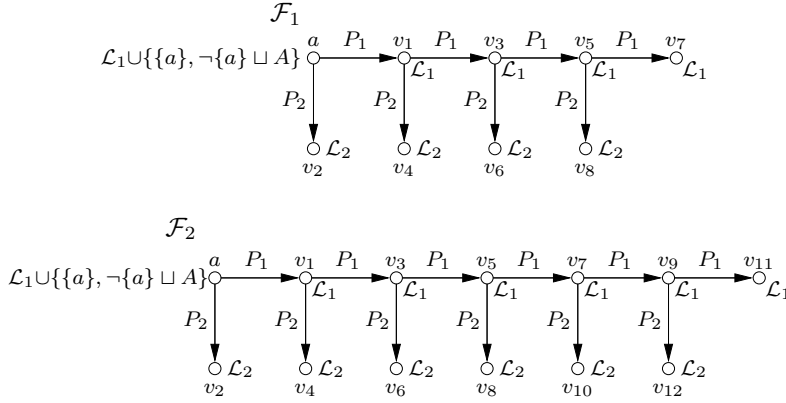 𝓕₁
a P₁ v₁ P₁ v₃ P₁ v₅ P₁ v₇
𝓛₁∪{{a}, ¬{a} ⊔ A} 𝓛₁ 𝓛₁ 𝓛₁ 𝓛₁
P₂ P₂ P₂ P₂
𝓛₂ 𝓛₂ 𝓛₂ 𝓛₂
v₂ v₄ v₆ v₈
𝓕₂
a P₁ v₁ P₁ v₃ P₁ v₅ P₁ v₇ P₁ v₉ P₁ v₁₁
𝓛₁∪{{a}, ¬{a} ⊔ A} 𝓛₁ 𝓛₁ 𝓛₁ 𝓛₁ 𝓛₁ 𝓛₁
P₂ P₂ P₂ P₂ P₂ P₂
𝓛₂ 𝓛₂ 𝓛₂ 𝓛₂ 𝓛₂ 𝓛₂
v₂ v₄ v₆ v₈ v₁₀ v₁₂